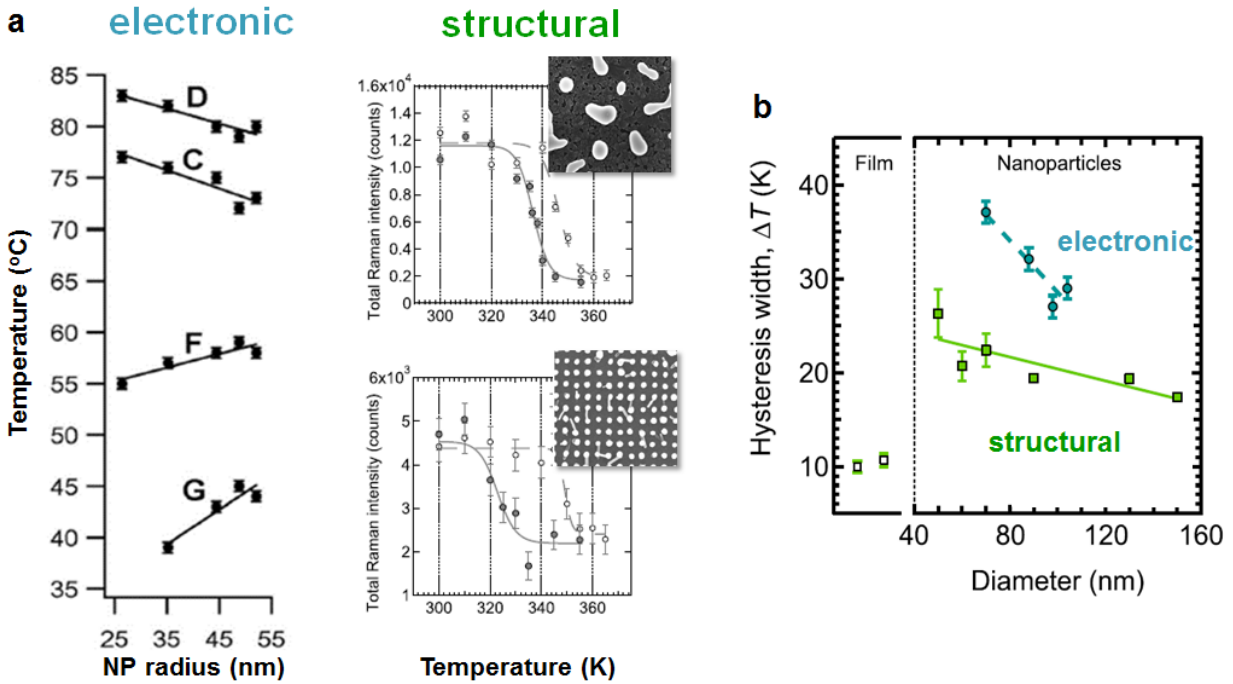 a
electronic
structural
85
80
75
70
65
60
55
50
45
40
35
D
C
F
G
Temperature (ºC)
25 35 45 55
NP radius (nm)
1.6x10⁴
1.4
1.2
1.0
0.8
0.6
0.4
0.2
0
Total Raman intensity (counts)
300 320 340 360
6x10³
5
4
3
2
1
Total Raman intensity (counts)
300 320 340 360
Temperature (K)
b
Film
Nanoparticles
40
30
20
10
Hysteresis width, ΔT (K)
electronic
structural
40 80 120 160
Diameter (nm)